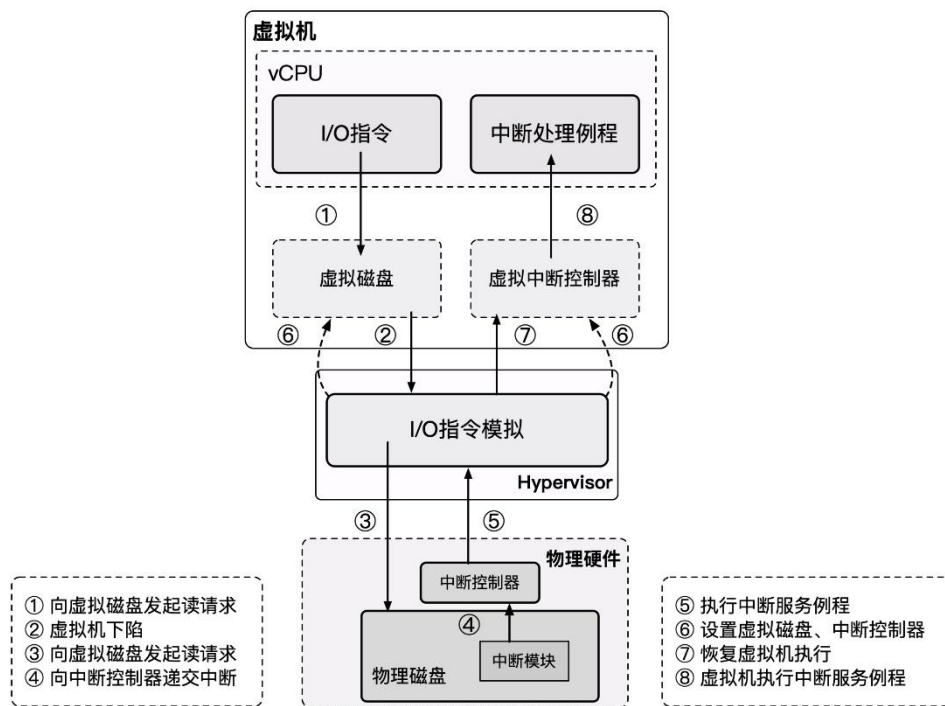 虚拟机
vCPU
I/O指令
中断处理例程
①
⑧
虚拟磁盘
虚拟中断控制器
⑥
②
⑦
⑥
I/O指令模拟
Hypervisor
③
⑤
物理硬件
中断控制器
④
中断模块
物理磁盘
① 向虚拟磁盘发起读请求
② 虚拟机下陷
③ 向虚拟磁盘发起读请求
④ 向中断控制器递交中断
⑤ 执行中断服务例程
⑥ 设置虚拟磁盘、中断控制器
⑦ 恢复虚拟机执行
⑧ 虚拟机执行中断服务例程